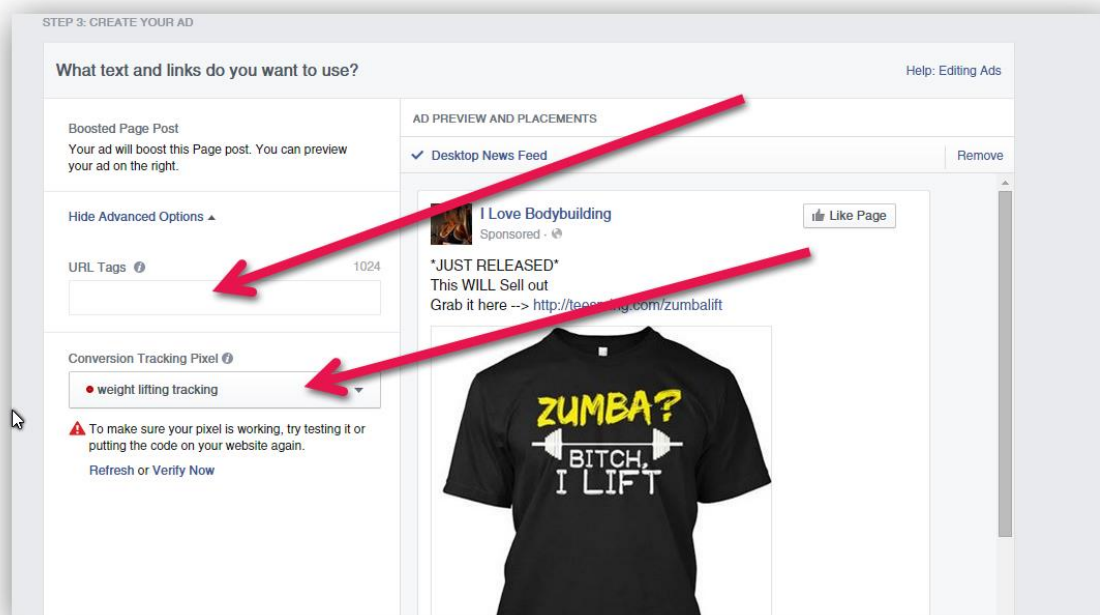 STEP 3: CREATE YOUR AD
What text and links do you want to use?
Help: Editing Ads
Boosted Page Post
Your ad will boost this Page post. You can preview
your ad on the right.
Hide Advanced Options
URL Tags
1024
Conversion Tracking Pixel
weight lifting tracking
To make sure your pixel is working, try testing it or
putting the code on your website again.
Refresh or Verify Now
AD PREVIEW AND PLACEMENTS
Desktop News Feed
Remove
I Love Bodybuilding
Sponsored ·
Like Page
*JUST RELEASED*
This WILL Sell out
Grab it here --> http://teespring.com/zumbalift
ZUMBA?
BITCH,
I LIFT